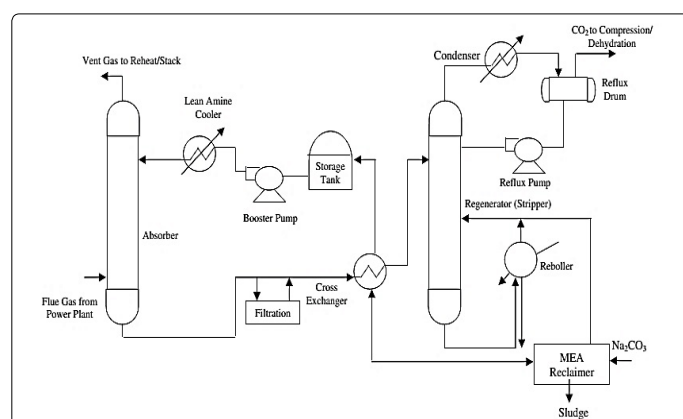 CO2 to Compression/
Dehydration
Vent Gas to Reheat/Stack
Condenser
Reflux
Drum
Lean Amine
Cooler
Storage
Tank
Booster Pump
Reflux Pump
Regenerator (Stripper)
Absorber
Reboller
Flue Gas from
Power Plant
Cross
Exchanger
Filtration
Na2CO3
MEA
Reclaimer
Sludge